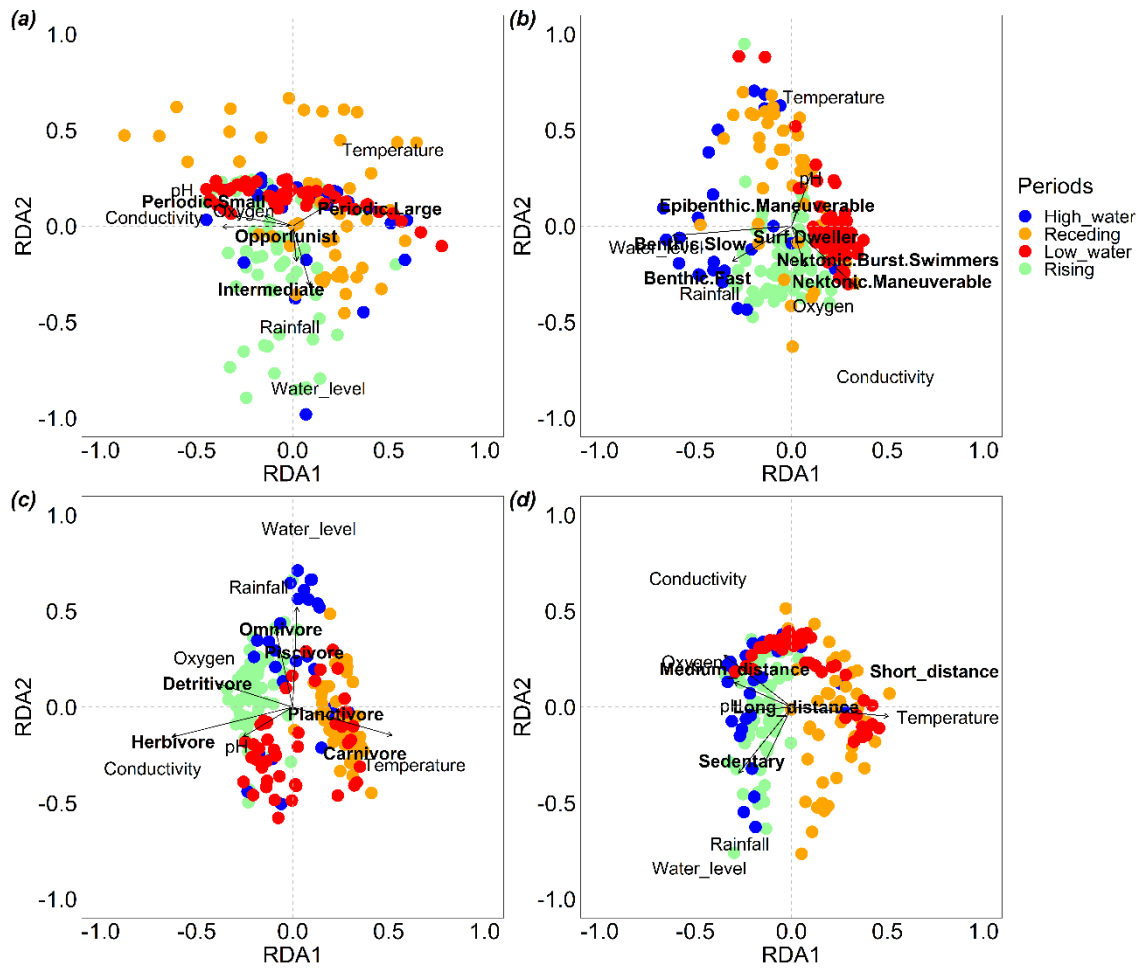 (a)
1.0
0.5
0.0
-0.5
-1.0
RDA2
Temperature
pH
Periodic.Small
Periodic.Large
Conductivity
Oxygen
Opportunist
Intermediate
Rainfall
Water_level
-1.0 -0.5 0.0 0.5 1.0
RDA1
(b)
1.0
0.5
0.0
-0.5
-1.0
RDA2
Temperature
pH
Epibenthic.Maneuverable
Benthic.Slow
Surf.Dweller
Water_level
Nektonic.Burst.Swimmers
Benthic.Fast
Nektonic.Maneuverable
Rainfall
Oxygen
Conductivity
-1.0 -0.5 0.0 0.5 1.0
RDA1
Periods
High_water
Receding
Low_water
Rising
(c)
1.0
0.5
0.0
-0.5
-1.0
RDA2
Water_level
Rainfall
Omnivore
Piscivore
Oxygen
Detritivore
Planctivore
Herbivore
pH
Carnivore
Conductivity
Temperature
-1.0 -0.5 0.0 0.5 1.0
RDA1
(d)
1.0
0.5
0.0
-0.5
-1.0
RDA2
Conductivity
Oxygen
Medium_distance
Short_distance
pH
Long_distance
Temperature
Sedentary
Rainfall
Water_level
-1.0 -0.5 0.0 0.5 1.0
RDA1